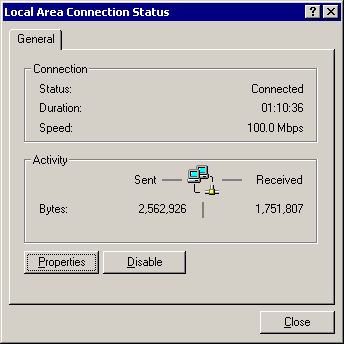 Local Area Connection Status
General
Connection
Status: Connected
Duration: 01:10:36
Speed: 100.0 Mbps
Activity
Sent Received
Bytes: 2,562,926 1,751,807
Properties Disable
Close